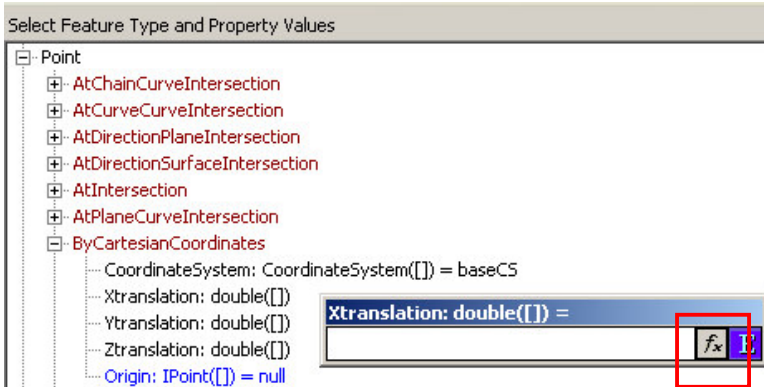 Select Feature Type and Property Values
Point
AtChainCurveIntersection
AtCurveCurveIntersection
AtDirectionPlaneIntersection
AtDirectionSurfaceIntersection
AtIntersection
AtPlaneCurveIntersection
ByCartesianCoordinates
CoordinateSystem: CoordinateSystem([]) = baseCS
Xtranslation: double([])
Ytranslation: double([])
Ztranslation: double([])
Origin: IPoint([]) = null
Xtranslation: double([]) =
fx E